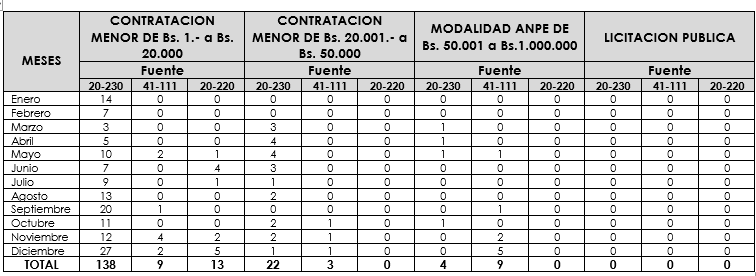 MESES
CONTRATACION
MENOR DE Bs. 1.- a Bs.
20.000
CONTRATACION
MENOR DE Bs. 20.001.- a
Bs. 50.000
MODALIDAD ANPE DE
Bs. 50.001 a Bs.1.000.000
LICITACION PUBLICA
Fuente Fuente Fuente Fuente
20-230 41-111 20-220 20-230 41-111 20-220 20-230 41-111 20-220 20-230 41-111 20-220
Enero 14 0 0 0 0 0 0 0 0 0 0 0
Febrero 7 0 0 0 0 0 0 0 0 0 0 0
Marzo 3 0 0 3 0 0 1 0 0 0 0 0
Abril 5 0 0 4 0 0 1 0 0 0 0 0
Mayo 10 2 1 4 0 0 1 1 0 0 0 0
Junio 7 0 4 3 0 0 0 0 0 0 0 0
Julio 9 0 1 1 0 0 0 0 0 0 0 0
Agosto 13 0 0 2 0 0 0 0 0 0 0 0
Septiembre 20 1 0 0 0 0 0 1 0 0 0 0
Octubre 11 0 0 2 1 0 1 0 0 0 0 0
Noviembre 12 4 2 2 1 0 0 2 0 0 0 0
Diciembre 27 2 5 1 1 0 0 5 0 0 0 0
TOTAL 138 9 13 22 3 0 4 9 0 0 0 0